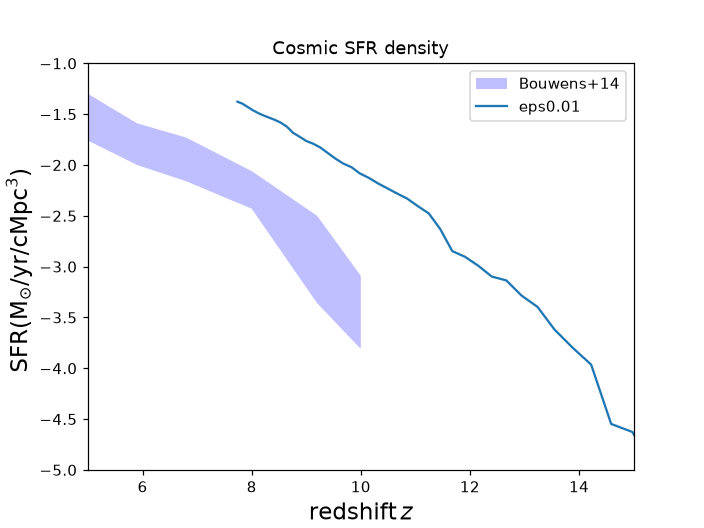 Cosmic SFR density
Bouwens+14
eps0.01
−1.0
−1.5
−2.0
−2.5
−3.0
−3.5
−4.0
−4.5
−5.0
SFR(M⊙/yr/cMpc³)
6 8 10 12 14
redshift z